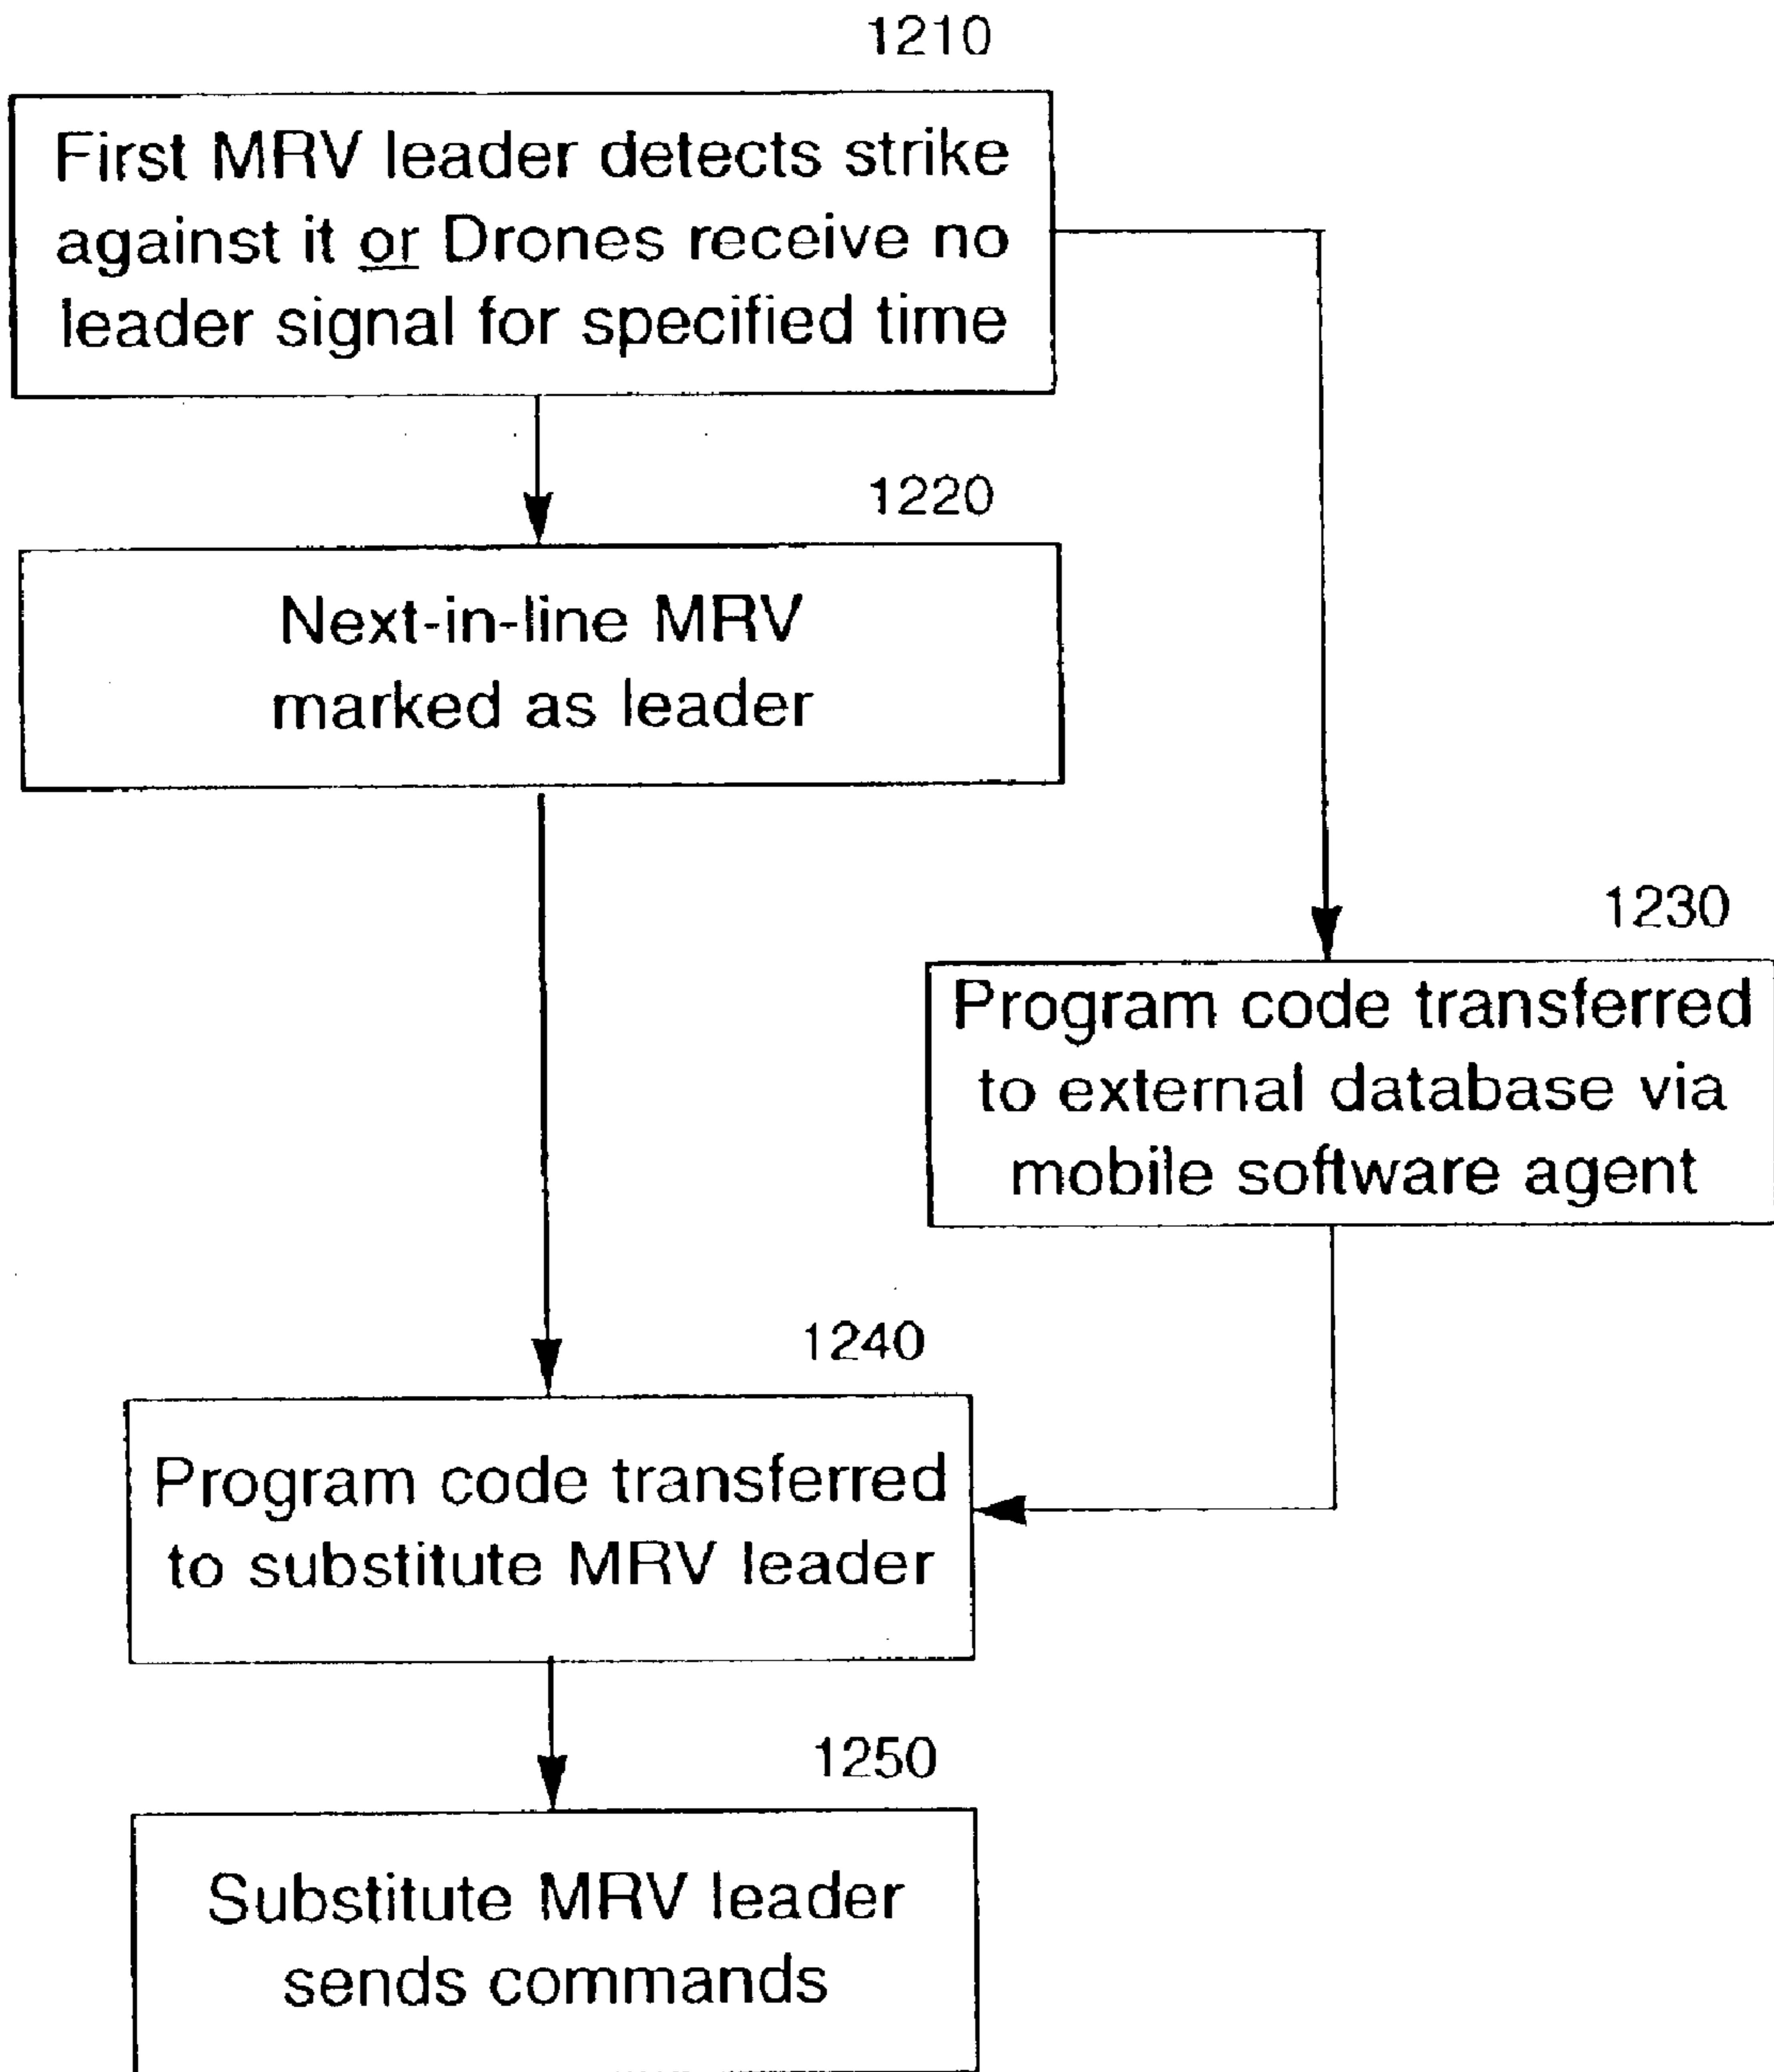 1210
First MRV leader detects strike
against it or Drones receive no
leader signal for specified time
1220
Next-in-line MRV
marked as leader
1230
Program code transferred
to external database via
mobile software agent
1240
Program code transferred
to substitute MRV leader
1250
Substitute MRV leader
sends commands